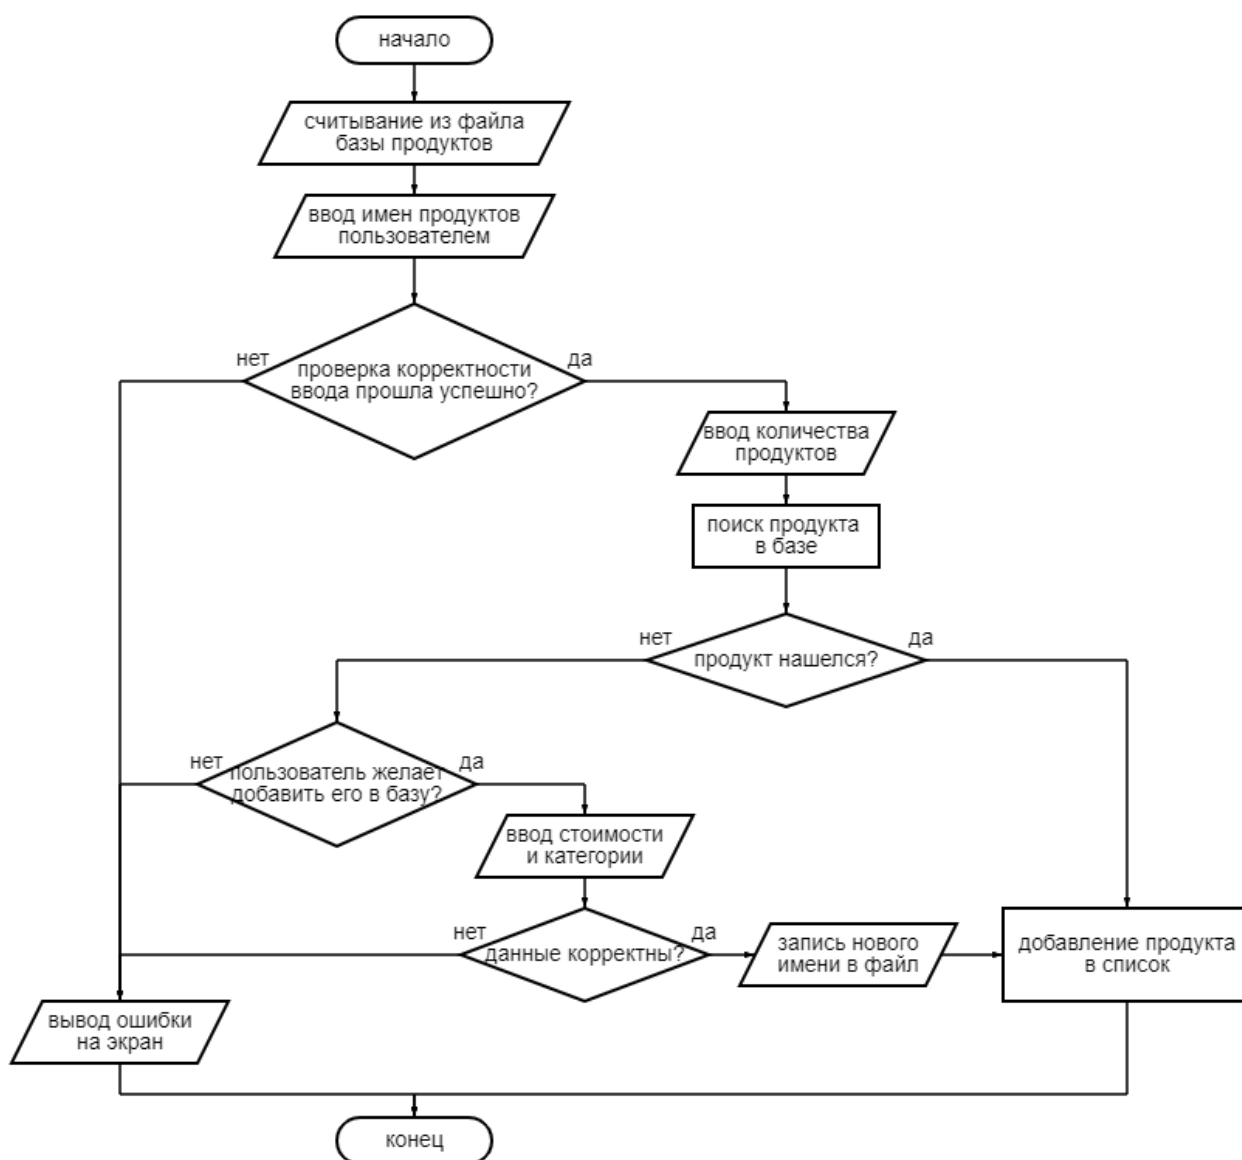 начало
считывание из файла
базы продуктов
ввод имен продуктов
пользователем
нет
да
проверка корректности
ввода прошла успешно?
ввод количества
продуктов
поиск продукта
в базе
нет
да
продукт нашелся?
нет
да
пользователь желает
добавить его в базу?
ввод стоимости
и категории
нет
да
данные корректны?
запись нового
имени в файл
добавление продукта
в список
вывод ошибки
на экран
конец